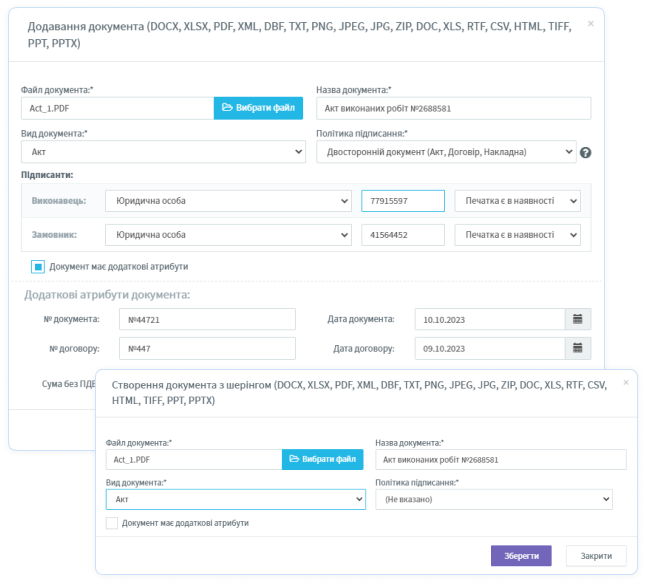 Додавання документа (DOCX, XLSX, PDF, XML, DBF, TXT, PNG, JPEG, JPG, ZIP, DOC, XLS, RTF, CSV, HTML, TIFF,
PPT, PPTX)
×
Файл документа:* Назва документа:*
Act_1.PDF Вибрати файл Акт виконаних робіт №2688581
Вид документа:* Політика підписання:*
Акт Двосторонній документ (Акт, Договір, Накладна) ?
Підписанти:
Виконавець: Юридична особа 77915597 Печатка є в наявності
Замовник: Юридична особа 41564452 Печатка є в наявності
Документ має додаткові атрибути
Додаткові атрибути документа:
№ документа: №44721 Дата документа: 10.10.2023
№ договору: №447 Дата договору: 09.10.2023
Сума без ПДВ
Створення документа з шерінгом (DOCX, XLSX, PDF, XML, DBF, TXT, PNG, JPEG, JPG, ZIP, DOC, XLS, RTF, CSV,
HTML, TIFF, PPT, PPTX)
×
Файл документа:* Назва документа:*
Act_1.PDF Вибрати файл Акт виконаних робіт №2688581
Вид документа:* Політика підписання:*
Акт (Не вказано)
Документ має додаткові атрибути
Зберегти Закрити